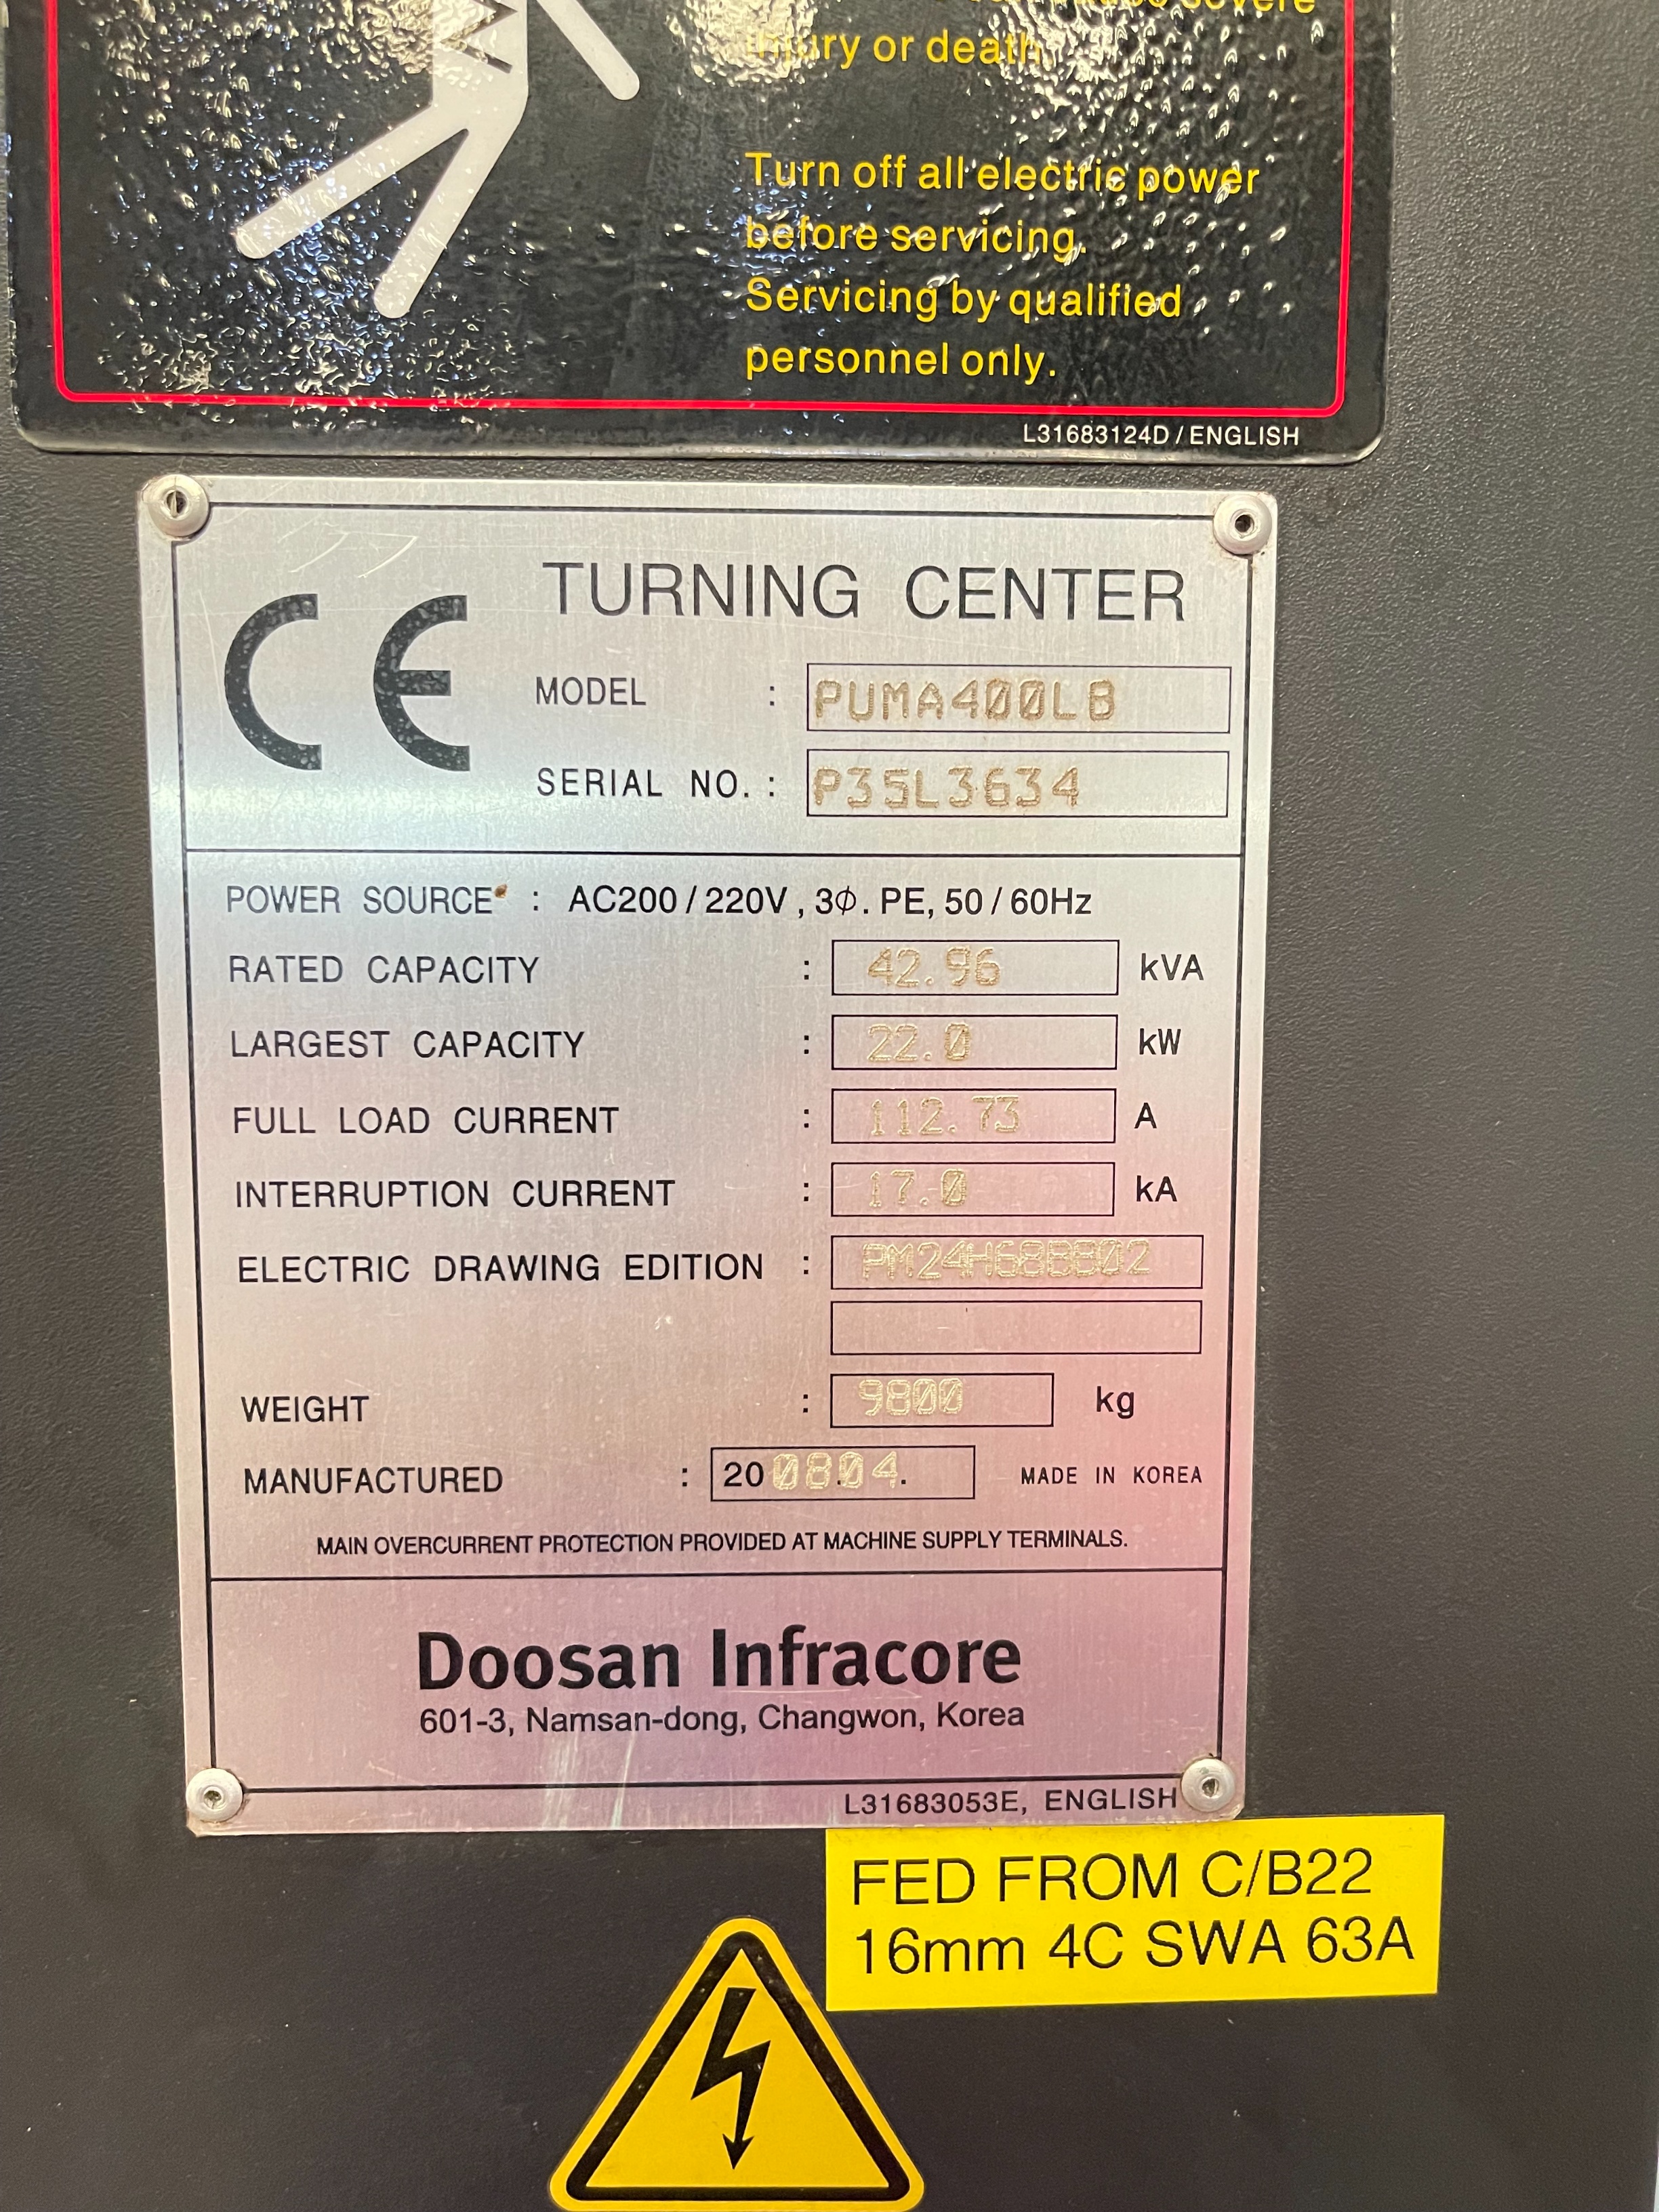 severe
injury or death.
Turn off all electric power
before servicing.
Servicing by qualified
personnel only.
L31683124D / ENGLISH
CE
TURNING CENTER
MODEL : PUMA400LB
SERIAL NO. : P35L3634
POWER SOURCE : AC200 / 220V , 3Φ. PE, 50 / 60Hz
RATED CAPACITY : 42.96 kVA
LARGEST CAPACITY : 22.0 kW
FULL LOAD CURRENT : 112.73 A
INTERRUPTION CURRENT : 17.0 kA
ELECTRIC DRAWING EDITION : PM24H68BB02
WEIGHT : 9800 kg
MANUFACTURED : 2008.04. MADE IN KOREA
MAIN OVERCURRENT PROTECTION PROVIDED AT MACHINE SUPPLY TERMINALS.
Doosan Infracore
601-3, Namsan-dong, Changwon, Korea
L31683053E, ENGLISH
FED FROM C/B22
16mm 4C SWA 63A